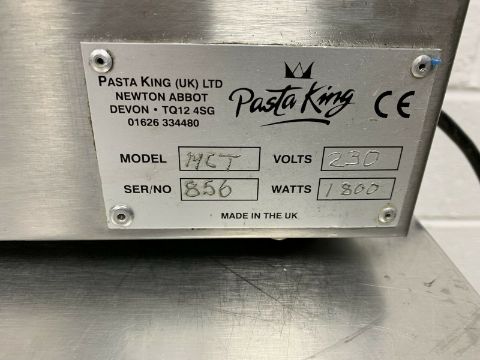 PASTA KING (UK) LTD
NEWTON ABBOT
DEVON • TQ12 4SG
01626 334480
Pasta King
CE
MODEL MCT VOLTS 230
SER/NO 856 WATTS 1800
MADE IN THE UK